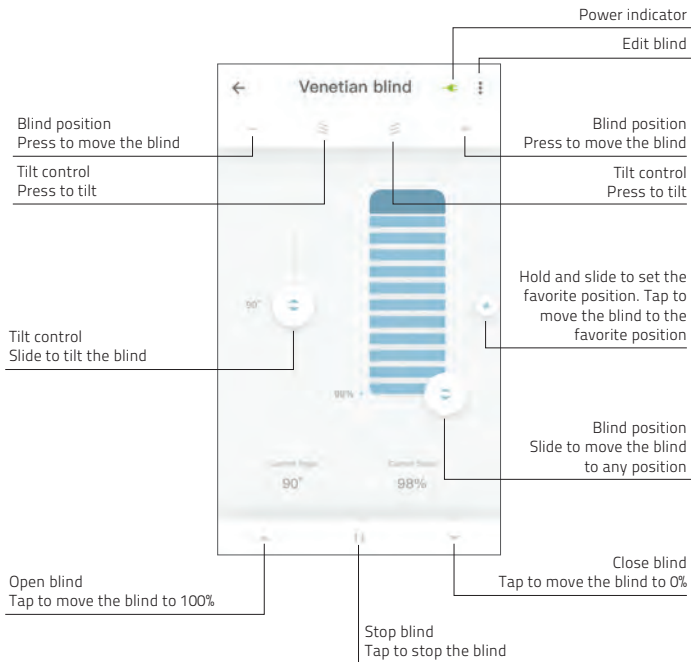 Power indicator
Edit blind
Venetian blind
Blind position
Press to move the blind
Tilt control
Press to tilt
Blind position
Press to move the blind
Tilt control
Press to tilt
90°
Hold and slide to set the
favorite position. Tap to
move the blind to the
favorite position
Tilt control
Slide to tilt the blind
98%
Blind position
Slide to move the blind
to any position
90°
98%
Open blind
Tap to move the blind to 100%
Close blind
Tap to move the blind to 0%
Stop blind
Tap to stop the blind